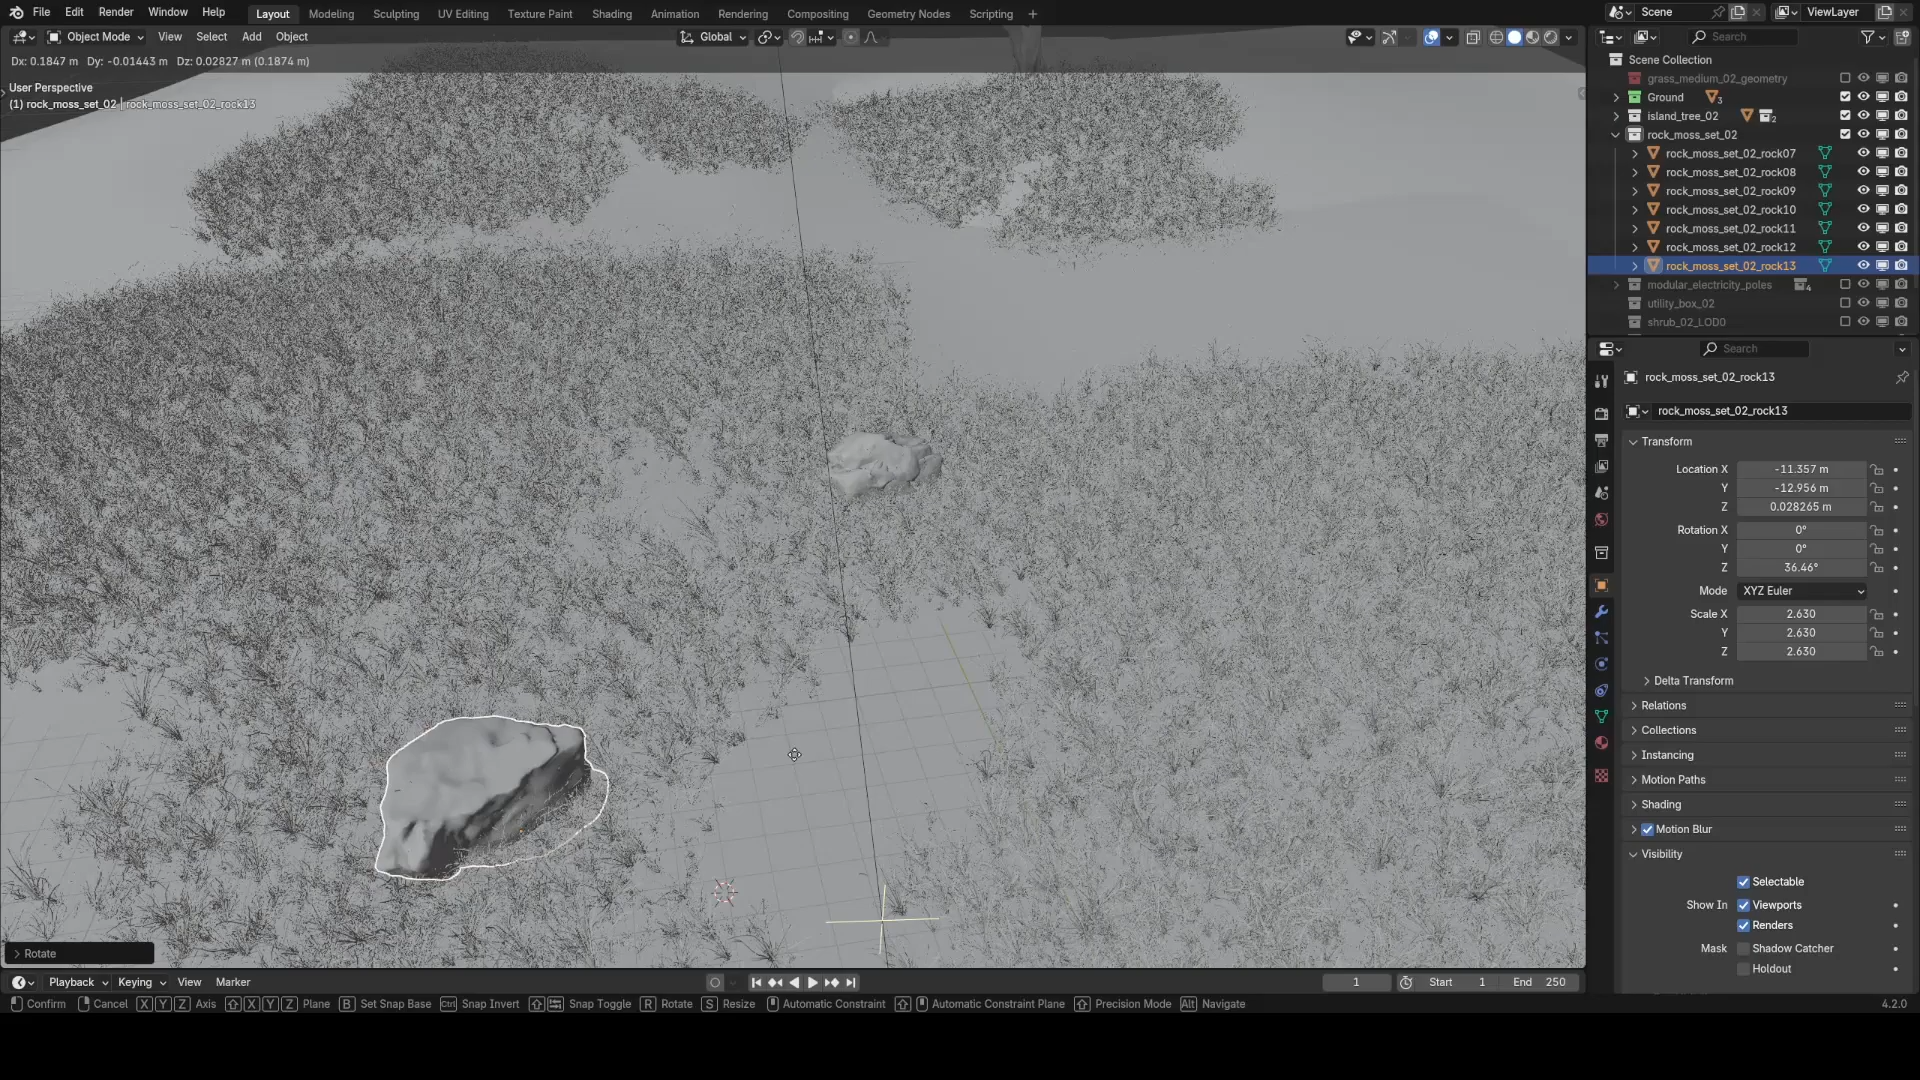 File Edit Render Window Help Layout Modeling Sculpting UV Editing Texture Paint Shading Animation Rendering Compositing Geometry Nodes Scripting + Scene ViewLayer
Object Mode View Select Add Object Global Search
Dx: 0.1847 m Dy: -0.01443 m Dz: 0.02827 m (0.1874 m)
User Perspective
(1) rock_moss_set_02 | rock_moss_set_02_rock13
Scene Collection
grass_medium_02_geometry
Ground 3
island_tree_02 2
rock_moss_set_02
rock_moss_set_02_rock07
rock_moss_set_02_rock08
rock_moss_set_02_rock09
rock_moss_set_02_rock10
rock_moss_set_02_rock11
rock_moss_set_02_rock12
rock_moss_set_02_rock13
modular_electricity_poles 4
utility_box_02
shrub_02_LOD0
Search
rock_moss_set_02_rock13
rock_moss_set_02_rock13
Transform
Location X -11.357 m
Y -12.956 m
Z 0.028265 m
Rotation X 0°
Y 0°
Z 36.46°
Mode XYZ Euler
Scale X 2.630
Y 2.630
Z 2.630
Delta Transform
Relations
Collections
Instancing
Motion Paths
Shading
Motion Blur
Visibility
Selectable
Show In Viewports
Renders
Mask Shadow Catcher
Holdout
Rotate
Playback Keying View Marker 1 Start 1 End 250
Confirm Cancel X Y Z Axis X Y Z Plane B Set Snap Base Ctrl Snap Invert Snap Toggle R Rotate S Resize Automatic Constraint Automatic Constraint Plane Precision Mode Alt Navigate 4.2.0